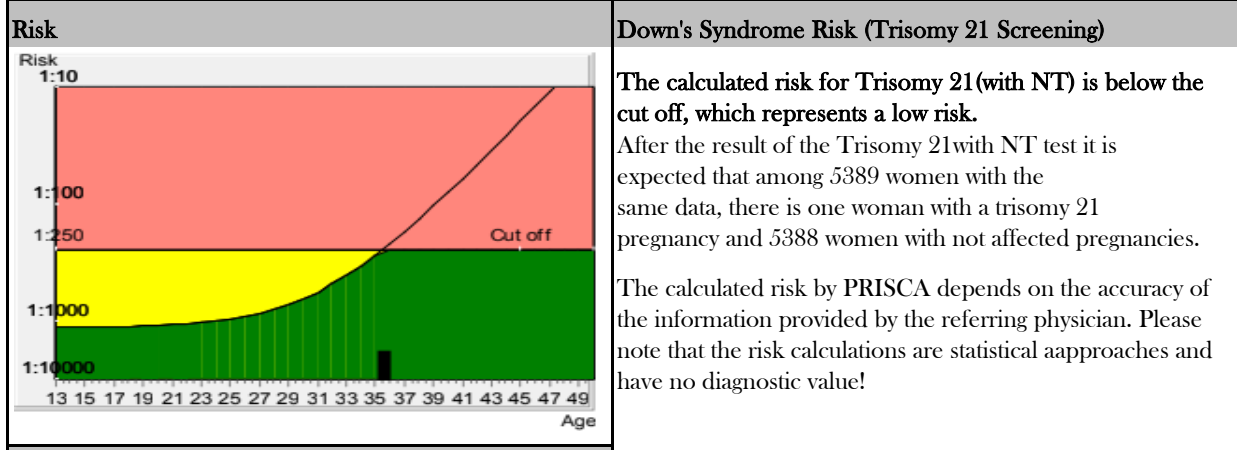 Risk
Down's Syndrome Risk (Trisomy 21 Screening)
Risk
1:10
1:100
1:250
Cut off
1:1000
1:10000
13 15 17 19 21 23 25 27 29 31 33 35 37 39 41 43 45 47 49
Age
The calculated risk for Trisomy 21(with NT) is below the
cut off, which represents a low risk.
After the result of the Trisomy 21with NT test it is
expected that among 5389 women with the
same data, there is one woman with a trisomy 21
pregnancy and 5388 women with not affected pregnancies.
The calculated risk by PRISCA depends on the accuracy of
the information provided by the referring physician. Please
note that the risk calculations are statistical aapproaches and
have no diagnostic value!